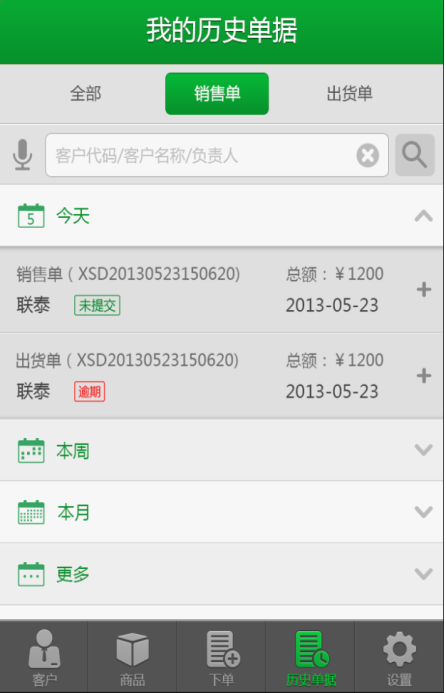 我的历史单据
全部 销售单 出货单
客户代码/客户名称/负责人
5 今天
销售单 ( XSD20130523150620) 总额：￥1200
联泰 未提交 2013-05-23
出货单 ( XSD20130523150620) 总额：￥1200
联泰 逾期 2013-05-23
本周
本月
更多
客户 商品 下单 历史单据 设置